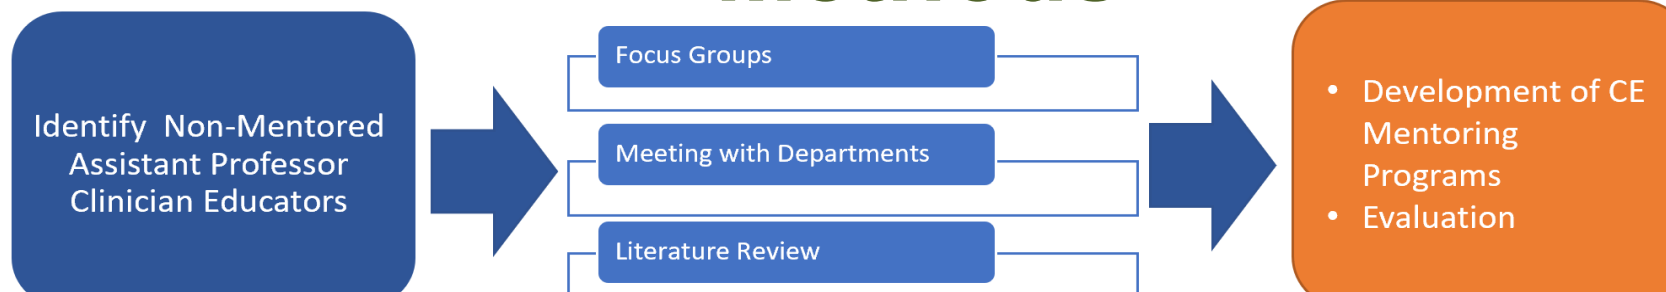 Identify  Non-Mentored
Assistant Professor
Clinician Educators
Focus Groups
Meeting with Departments
Literature Review
• Development of CE
Mentoring
Programs
• Evaluation